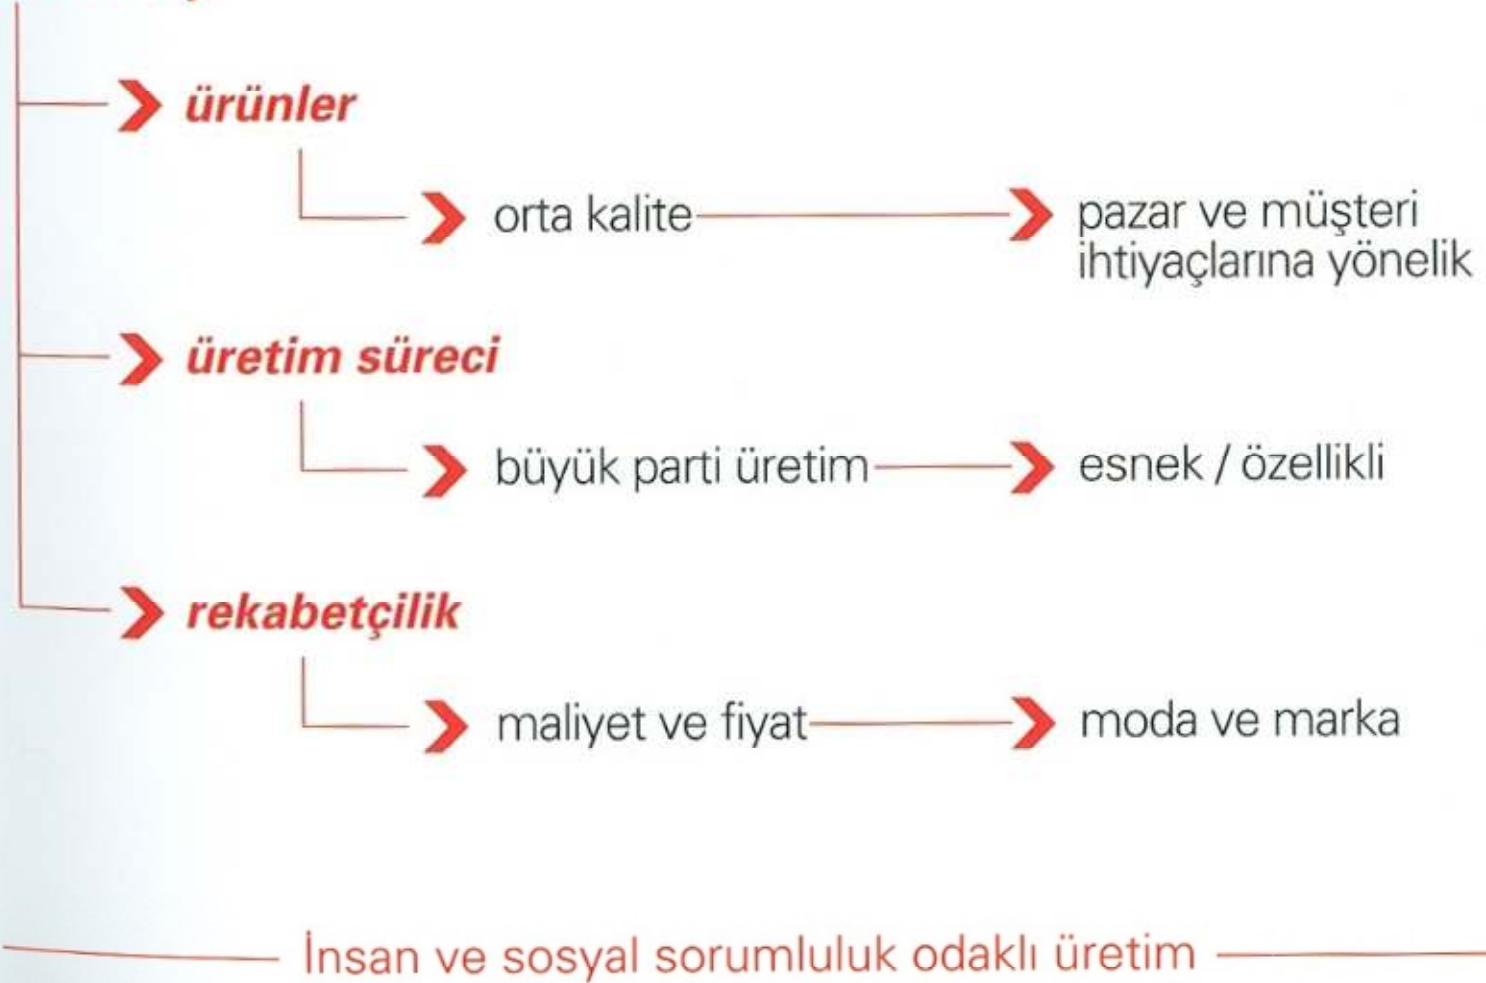 ürünler
orta kalite
pazar ve müşteri
ihtiyaçlarına yönelik
üretim süreci
büyük parti üretim
esnek / özellikli
rekabetçilik
maliyet ve fiyat
moda ve marka
İnsan ve sosyal sorumluluk odaklı üretim